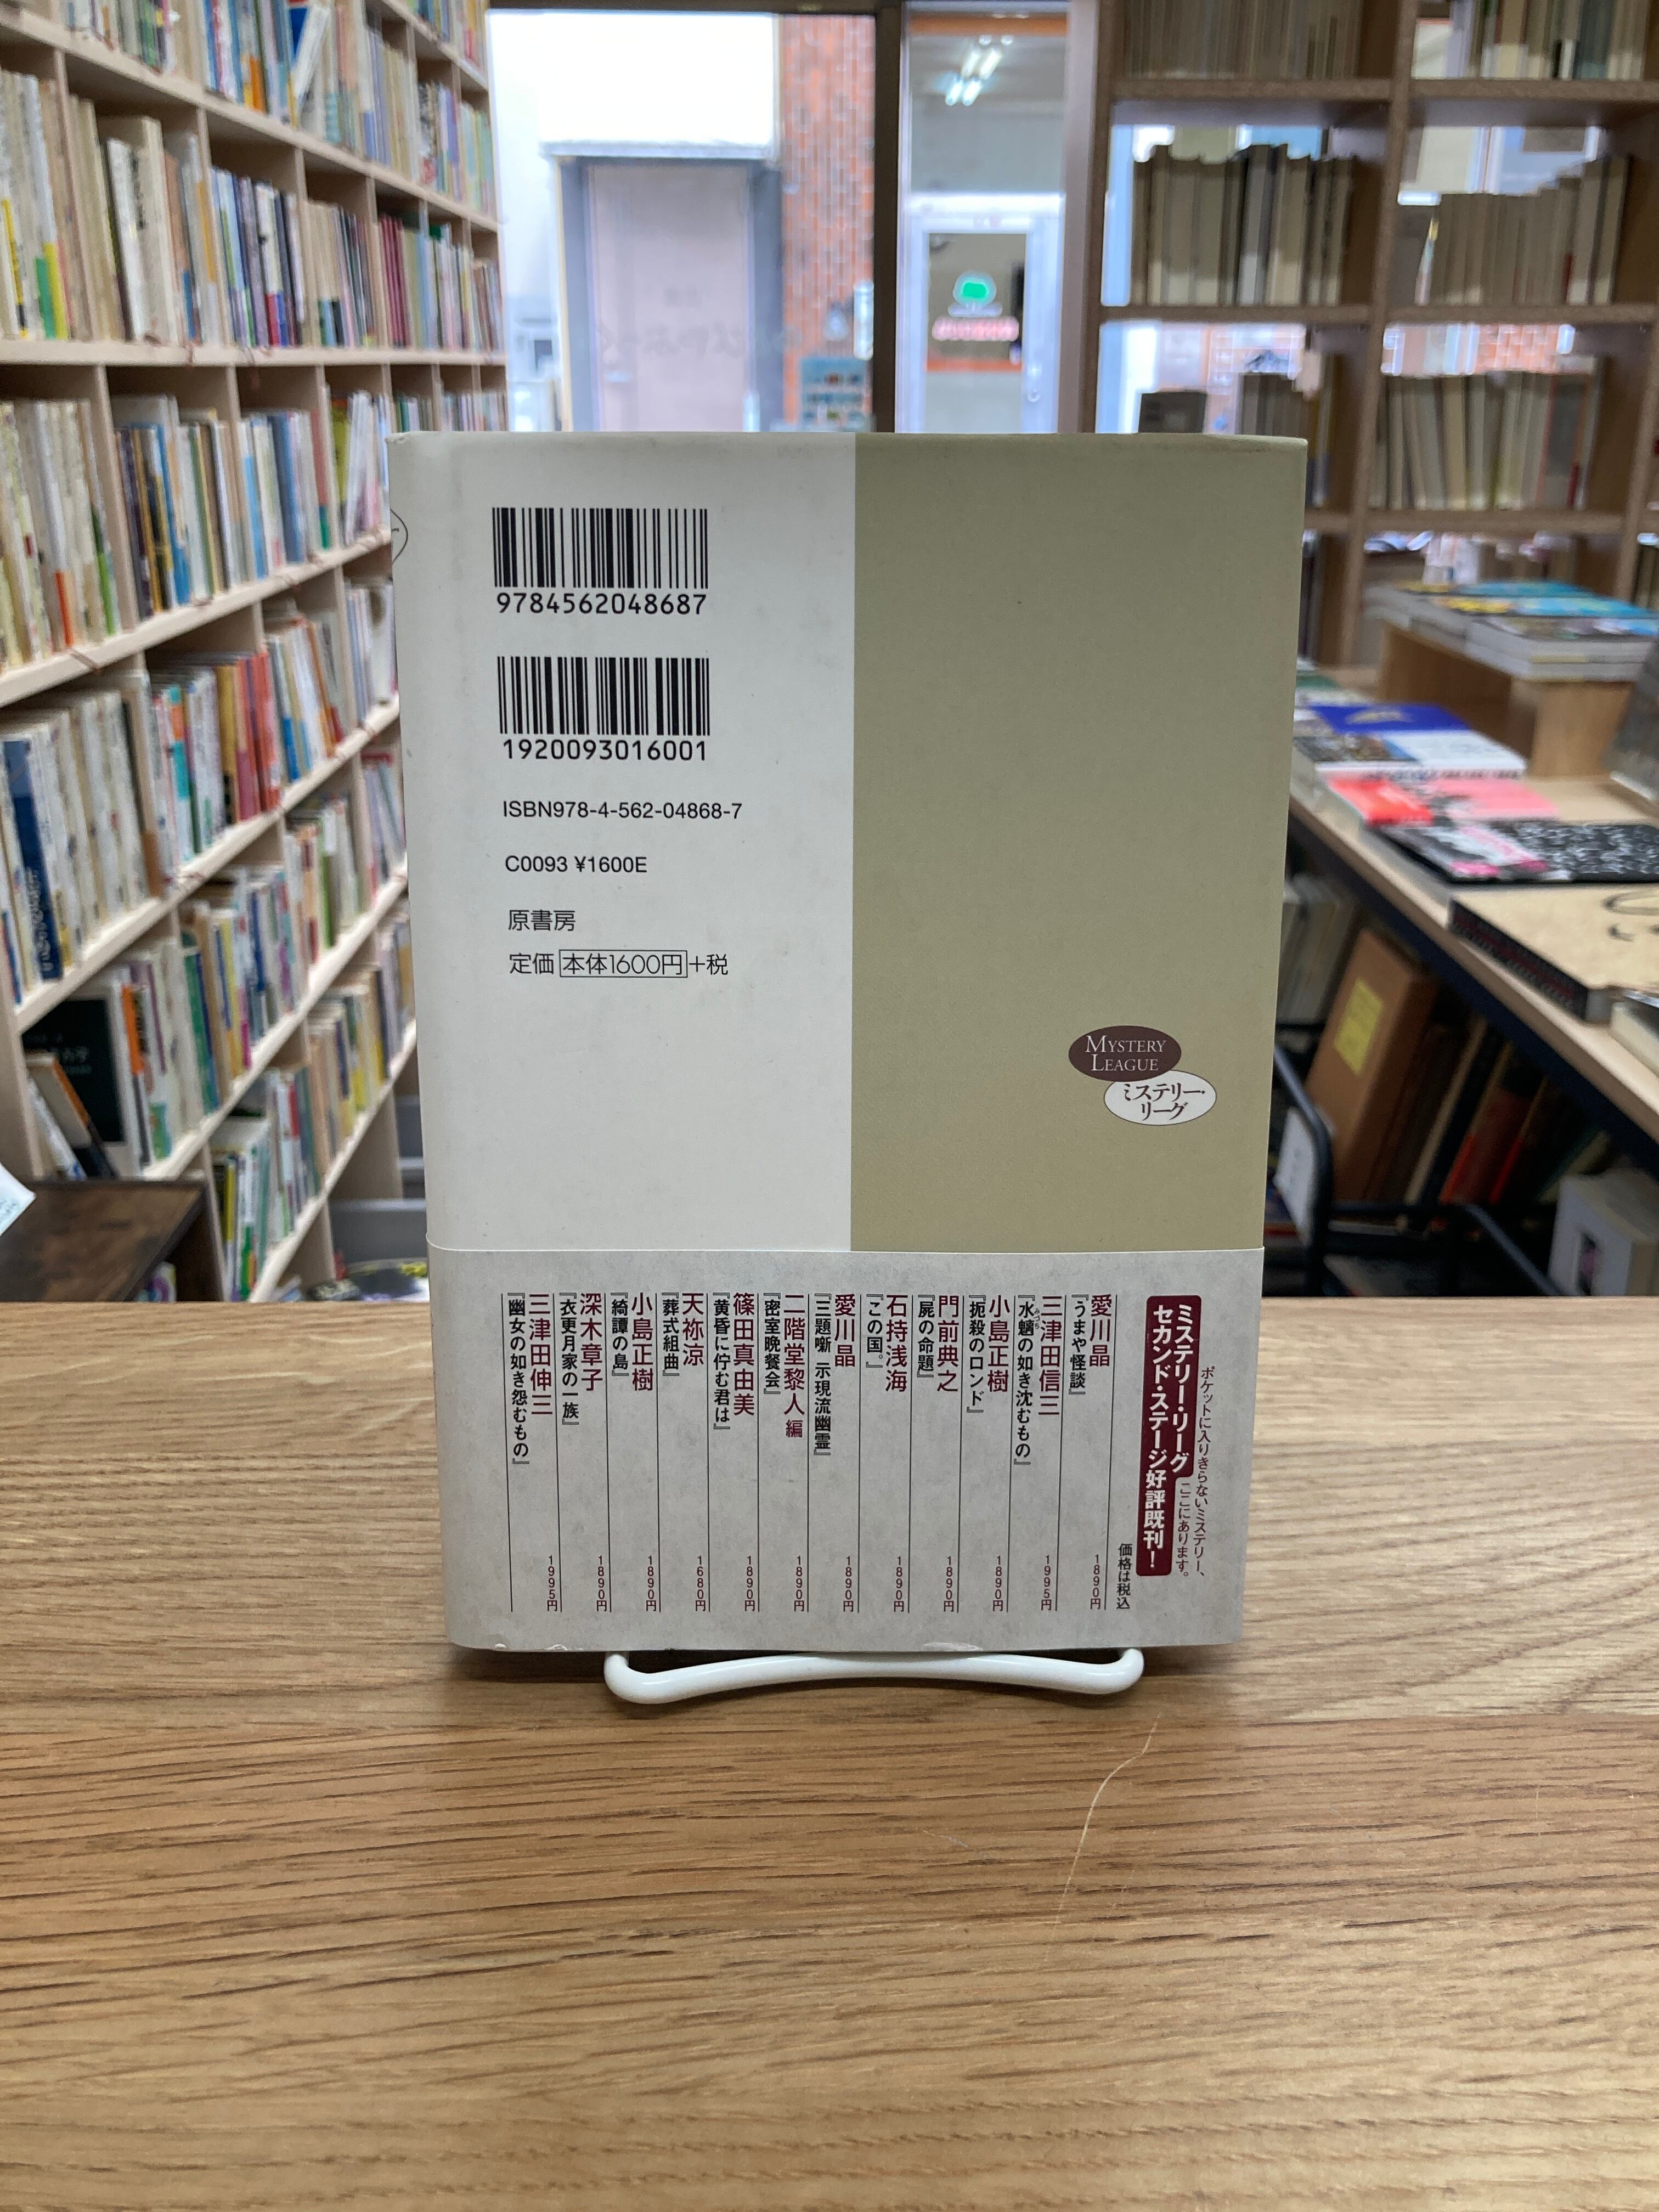 9784562048687
1920093016001
ISBN978-4-562-04868-7
C0093 ¥1600E
原書房
定価 本体1600円+税
MYSTERY
LEAGUE
ミステリー・
リーグ
ポケットに入りきらないミステリー、
ここにあります。
ミステリー・リーグ
セカンド・ステージ好評既刊！
価格は税込
愛川晶
『うまや怪談』
1890円
三津田信三
『水魑の如き沈むもの』
みづち
1995円
小島正樹
『扼殺のロンド』
1890円
門前典之
『屍の命題』
1890円
石持浅海
『この国。』
1890円
愛川晶
『三題噺 示現流幽霊』
1890円
二階堂黎人 編
『密室晩餐会』
1890円
篠田真由美
『黄昏に佇む君は』
1890円
天祢涼
『葬式組曲』
1680円
小島正樹
『綺譚の島』
1890円
深木章子
『衣更月家の一族』
1890円
三津田伸三
『幽女の如き怨むもの』
1995円